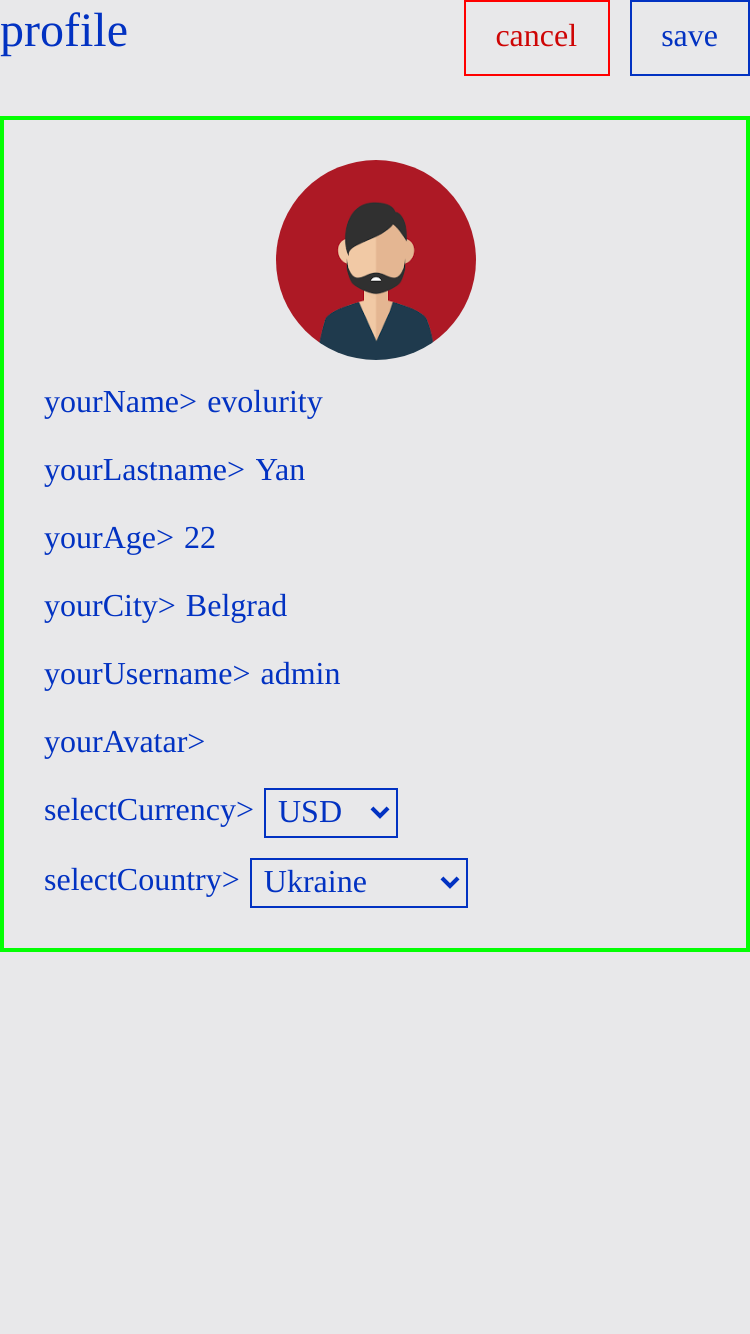 profile cancel save
yourName> evolurity
yourLastname> Yan
yourAge> 22
yourCity> Belgrad
yourUsername> admin
yourAvatar>
selectCurrency> USD
selectCountry> Ukraine